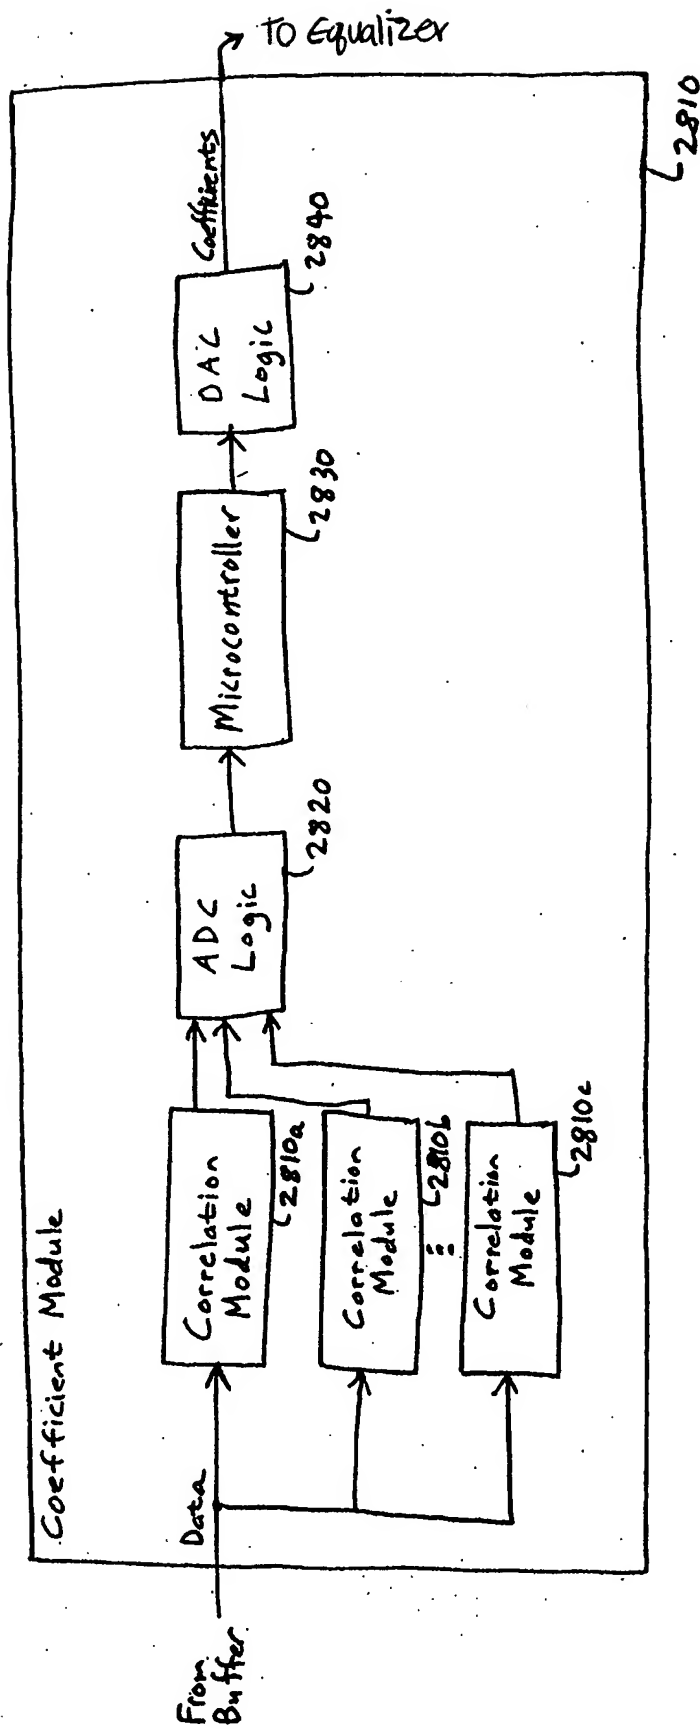 Coefficient Module
From
Buffer
Data
Correlation
Module
2810a
Correlation
Module
2810b
Correlation
Module
2810c
ADC
Logic
2820
Microcontroller
2830
DAC
Logic
2840
Coefficients
To Equalizer
2810